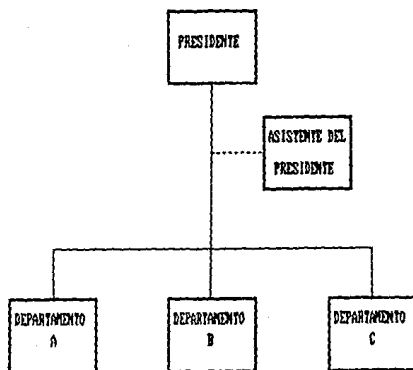 PRESIDENTE
ASISTENTE DEL
PRESIDENTE
DEPARTAMENTO
A
DEPARTAMENTO
B
DEPARTAMENTO
C